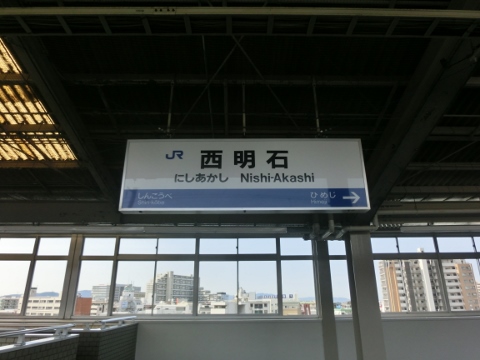 JR 西明石
にしあかし Nishi-Akashi
しんこうべ ひめじ
Himeji